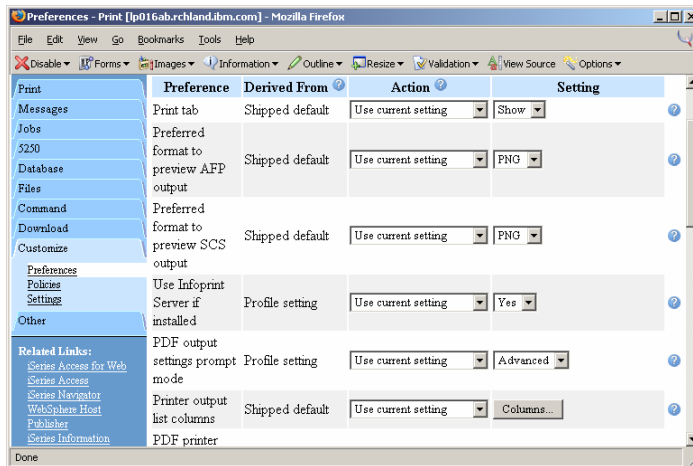 Preferences - Print [lp016ab.rchland.ibm.com] - Mozilla Firefox
File Edit View Go Bookmarks Tools Help
Disable Forms Images Information Outline Resize Validation View Source Options
Print
Messages
Jobs
5250
Database
Files
Command
Download
Customize
Preferences
Policies
Settings
Other
Related Links:
iSeries Access for Web
iSeries Access
iSeries Navigator
WebSphere Host
Publisher
iSeries Information
Preference Derived From Action Setting
Print tab Shipped default Use current setting Show
Preferred
format to
preview AFP
output
Shipped default Use current setting PNG
Preferred
format to
preview SCS
output
Shipped default Use current setting PNG
Use Infoprint
Server if
installed
Profile setting Use current setting Yes
PDF output
settings prompt
mode
Profile setting Use current setting Advanced
Printer output
list columns
Shipped default Use current setting Columns...
PDF printer
Done